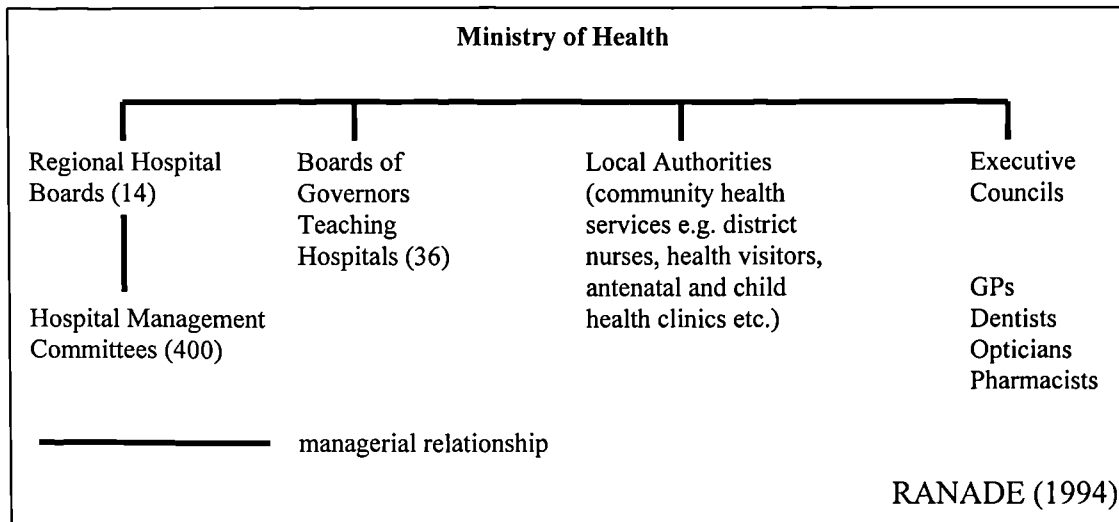 Ministry of Health
Regional Hospital
Boards (14)
Hospital Management
Committees (400)
Boards of
Governors
Teaching
Hospitals (36)
Local Authorities
(community health
services e.g. district
nurses, health visitors,
antenatal and child
health clinics etc.)
Executive
Councils
GPs
Dentists
Opticians
Pharmacists
managerial relationship
RANADE (1994)